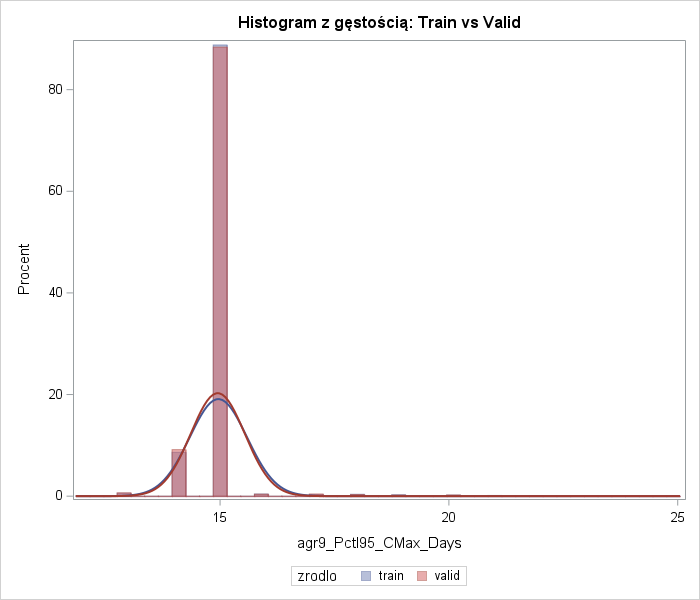 Histogram z gęstością: Train vs Valid
80
60
40
20
0
Procent
15
20
25
agr9_Pctl95_CMax_Days
zrodlo train valid